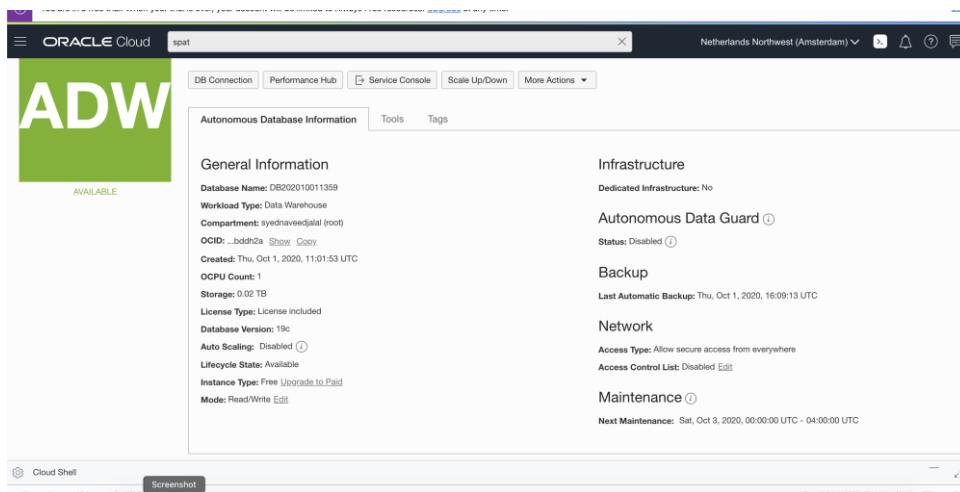 ORACLE Cloud
spat
Netherlands Northwest (Amsterdam)
ADW
AVAILABLE
DB Connection
Performance Hub
Service Console
Scale Up/Down
More Actions
Autonomous Database Information
Tools
Tags
General Information
Database Name: DB202010011359
Workload Type: Data Warehouse
Compartment: syednaveedjalal (root)
OCID: ...bddh2a Show Copy
Created: Thu, Oct 1, 2020, 11:01:53 UTC
OCPU Count: 1
Storage: 0.02 TB
License Type: License included
Database Version: 19c
Auto Scaling: Disabled
Lifecycle State: Available
Instance Type: Free Upgrade to Paid
Mode: Read/Write Edit
Infrastructure
Dedicated Infrastructure: No
Autonomous Data Guard
Status: Disabled
Backup
Last Automatic Backup: Thu, Oct 1, 2020, 16:09:13 UTC
Network
Access Type: Allow secure access from everywhere
Access Control List: Disabled Edit
Maintenance
Next Maintenance: Sat, Oct 3, 2020, 00:00:00 UTC - 04:00:00 UTC
Cloud Shell
Screenshot